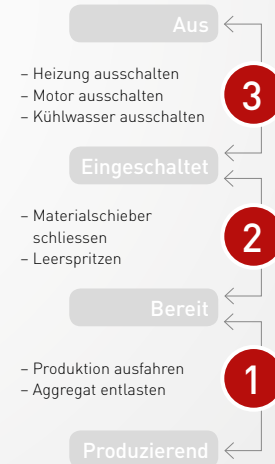 Aus
– Heizung ausschalten
– Motor ausschalten
– Kühlwasser ausschalten
3
Eingeschaltet
– Materialschieber
schliessen
– Leerspritzen
2
Bereit
– Produktion ausfahren
– Aggregat entlasten
1
Produzierend